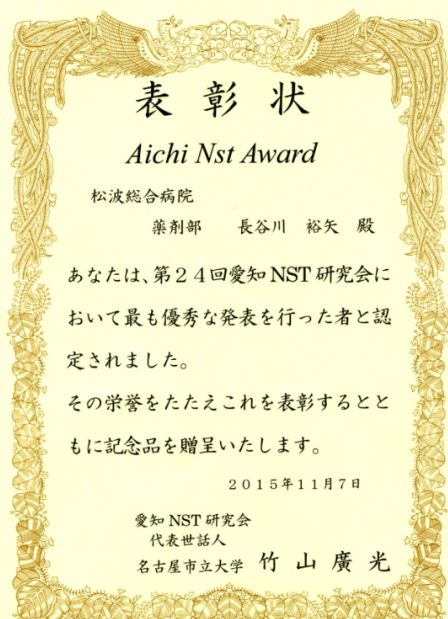 表彰状
Aichi Nst Award
松波総合病院
薬剤部 長谷川 裕矢 殿
あなたは、第２４回愛知 NST 研究会に
おいて最も優秀な発表を行った者と認
定されました。
その栄誉をたたえこれを表彰するとと
もに記念品を贈呈いたします。
２０１５年１１月７日
愛知 NST 研究会
代表世話人
名古屋市立大学 竹山廣光